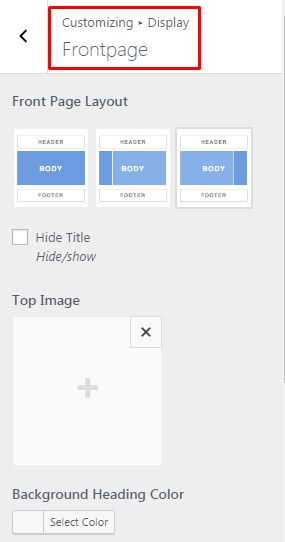 Customizing ▸ Display
Frontpage
Front Page Layout
HEADER HEADER HEADER
BODY BODY BODY
FOOTER FOOTER FOOTER
Hide Title
Hide/show
Top Image
Background Heading Color
Select Color